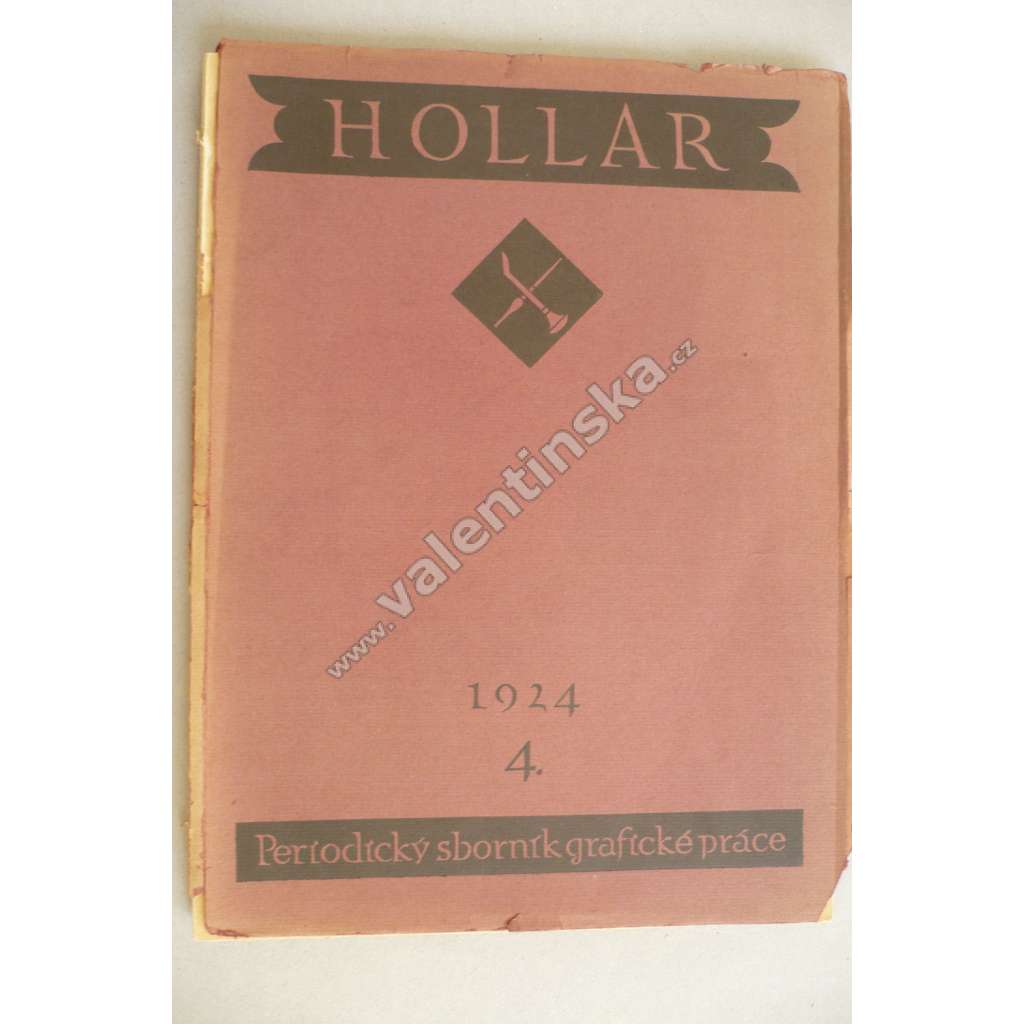 HOLLAR
www.valentinska.cz
1924
4.
Periodický sborník grafické práce